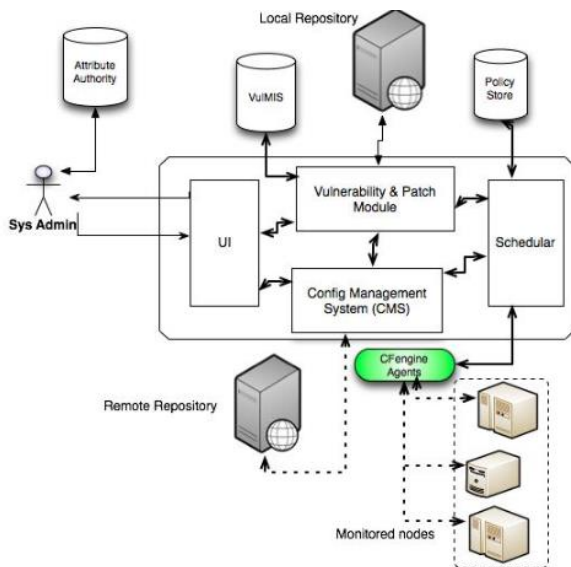 Local Repository
Attribute
Authority
VulMIS
Policy
Store
Sys Admin
UI
Vulnerability & Patch
Module
Schedular
Config Management
System (CMS)
CFengine
Agents
Remote Repository
Monitored nodes